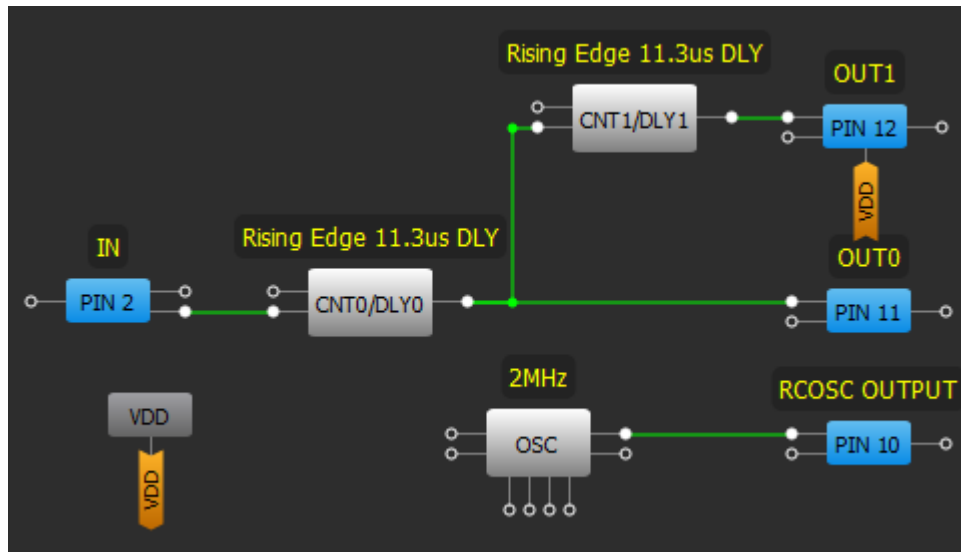 Rising Edge 11.3us DLY
OUT1
CNT1/DLY1
PIN 12
VDD
IN
Rising Edge 11.3us DLY
OUT0
PIN 2
CNT0/DLY0
PIN 11
2MHz
RCOSC OUTPUT
VDD
OSC
PIN 10
VDD